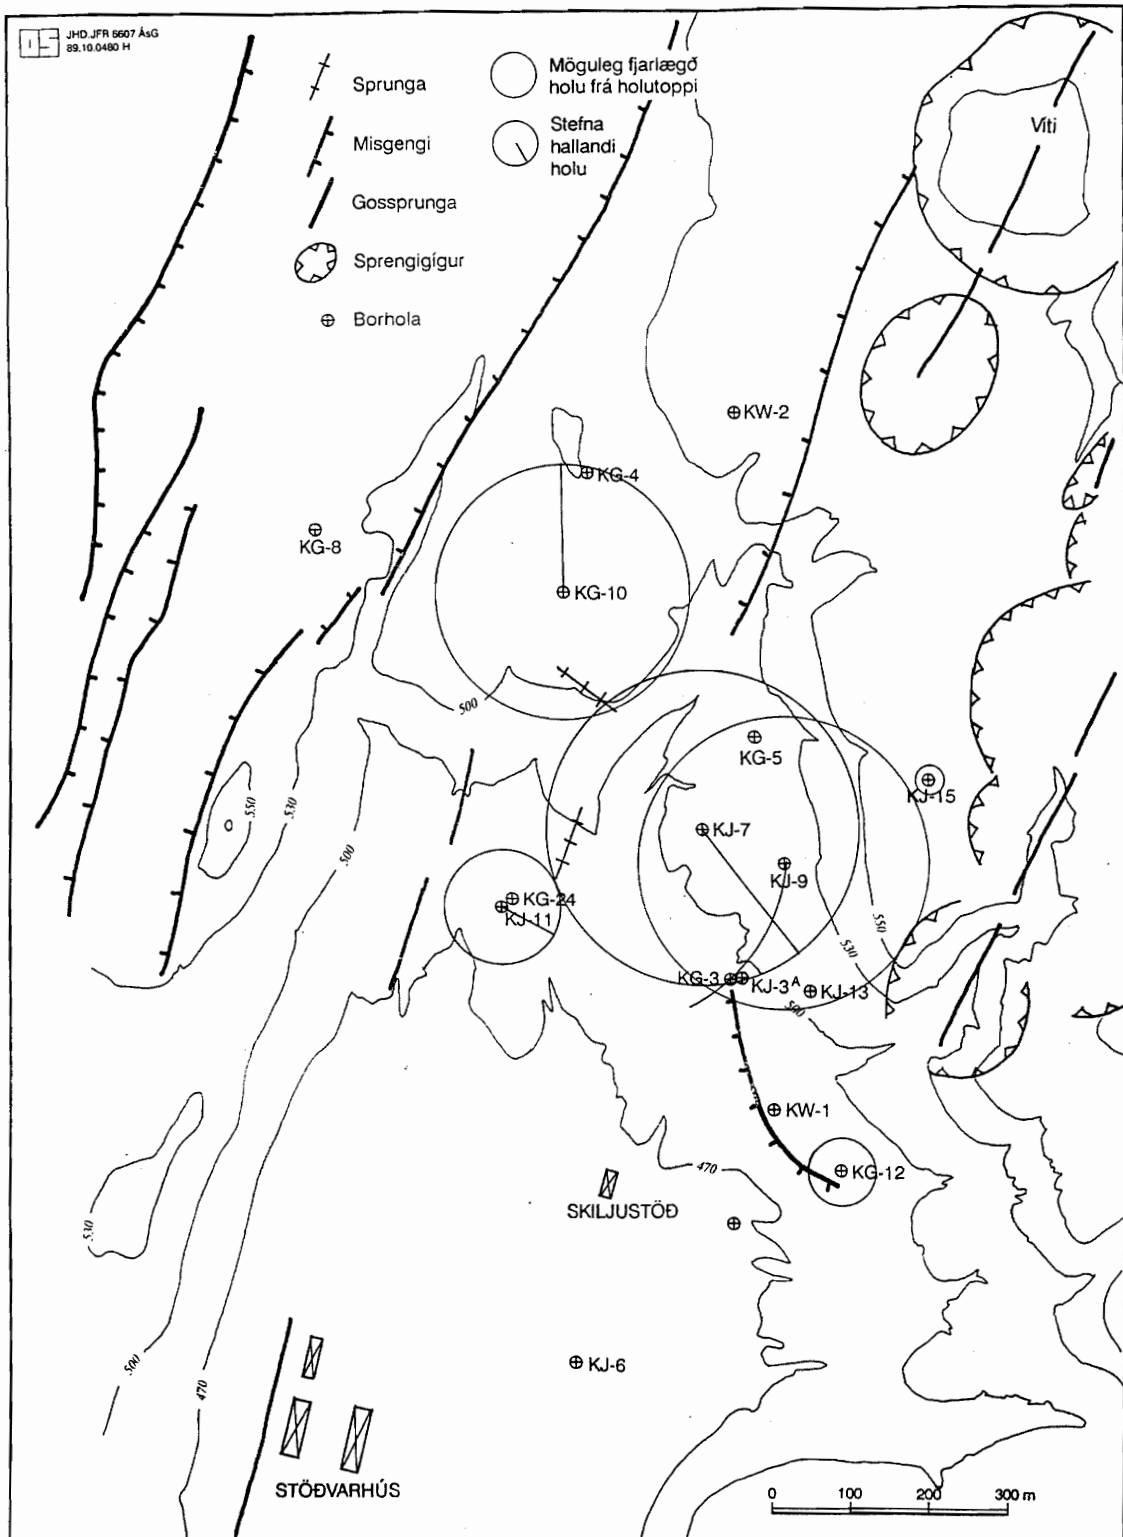 OS
JHD.JFR 6607 ÁsG
89.10.0480 H
Sprunga
Misgengi
Gossprunga
Sprengigígur
Borhola
Möguleg fjarlægð
holu frá holutoppi
Stefna
hallandi
holu
Víti
KW-2
KG-4
KG-8
KG-10
500
KG-5
KJ-15
550
530
500
KJ-7
KJ-9
KG-24
KJ-11
550
530
KG-3
KJ-3A
KJ-13
500
KW-1
470
KG-12
SKILJUSTÖÐ
530
500
470
KJ-6
STÖÐVARHÚS
0 100 200 300 m